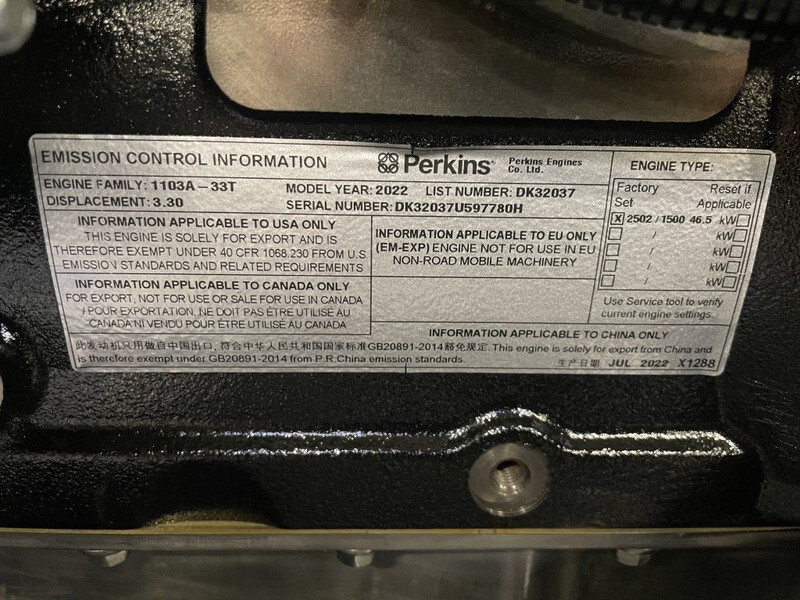 EMISSION CONTROL INFORMATION
Perkins®
Perkins Engines
Co. Ltd.
ENGINE FAMILY: 1103A-33T
MODEL YEAR: 2022 LIST NUMBER: DK32037
DISPLACEMENT: 3.30
SERIAL NUMBER: DK32037U597780H
INFORMATION APPLICABLE TO USA ONLY
THIS ENGINE IS SOLELY FOR EXPORT AND IS
THEREFORE EXEMPT UNDER 40 CFR 1068.230 FROM U.S
EMISSION STANDARDS AND RELATED REQUIREMENTS
INFORMATION APPLICABLE TO EU ONLY
(EM-EXP) ENGINE NOT FOR USE IN EU
NON-ROAD MOBILE MACHINERY
INFORMATION APPLICABLE TO CANADA ONLY
FOR EXPORT, NOT FOR USE OR SALE FOR USE IN CANADA
/ POUR EXPORTATION, NE DOIT PAS ÊTRE UTILISÉ AU
CANADA NI VENDU POUR ÊTRE UTILISÉ AU CANADA
ENGINE TYPE:
Factory Reset if
Set Applicable
X 2502 / 1500 46.5 kW
/ kW
/ kW
/ kW
/ kW
Use Service tool to verify
current engine settings.
INFORMATION APPLICABLE TO CHINA ONLY
此发动机只用做自中国出口, 符合中华人民共和国国家标准GB20891-2014豁免规定. This engine is solely for export from China and
is therefore exempt under GB20891-2014 from P.R.China emission standards.
生产日期 JUL 2022 X1288